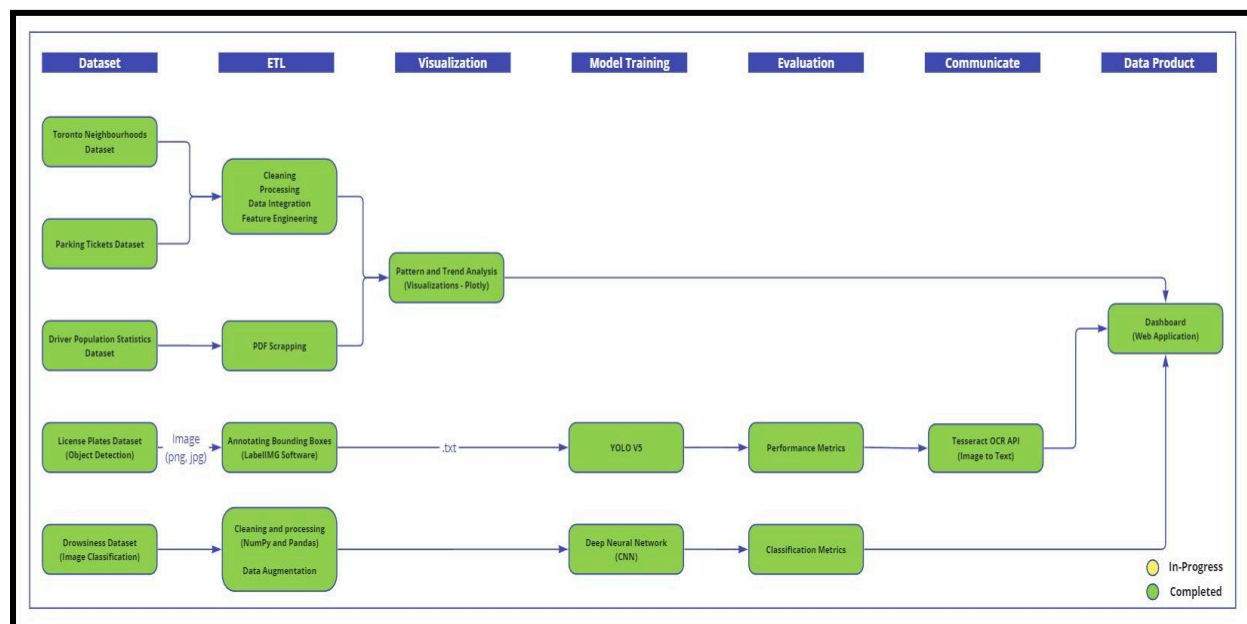 Dataset
ETL
Visualization
Model Training
Evaluation
Communicate
Data Product
Toronto Neighbourhoods
Dataset
Cleaning
Processing
Data Integration
Feature Engineering
Parking Tickets Dataset
Pattern and Trend Analysis
(Visualizations - Plotly)
Dashboard
(Web Application)
Driver Population Statistics
Dataset
PDF Scrapping
License Plates Dataset
(Object Detection)
Image
(png, jpg)
Annotating Bounding Boxes
(LabelIMG Software)
.txt
YOLO V5
Performance Metrics
Tesseract OCR API
(Image to Text)
Drowsiness Dataset
(Image Classification)
Cleaning and processing
(NumPy and Pandas)
Data Augmentation
Deep Neural Network
(CNN)
Classification Metrics
In-Progress
Completed